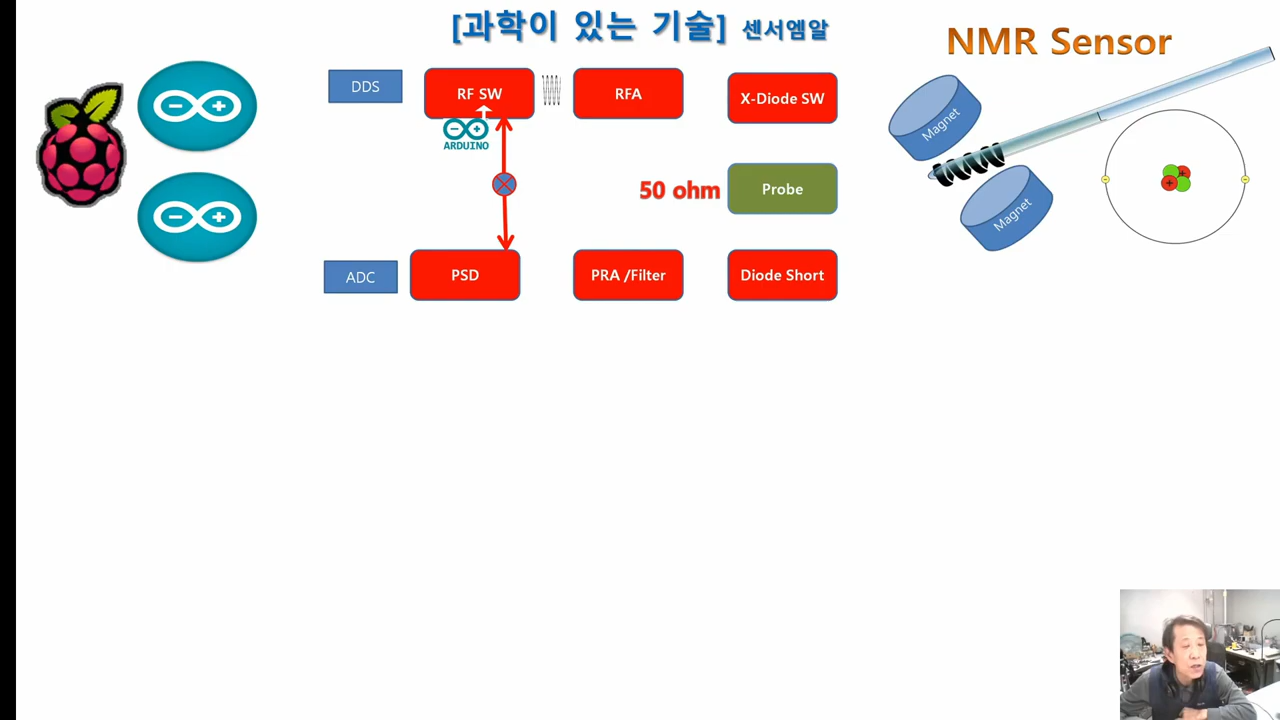 [과학이 있는 기술] 센서엠알
NMR Sensor
DDS
RF SW
RFA
X-Diode SW
ARDUINO
50 ohm
Probe
ADC
PSD
PRA /Filter
Diode Short
Magnet
Magnet